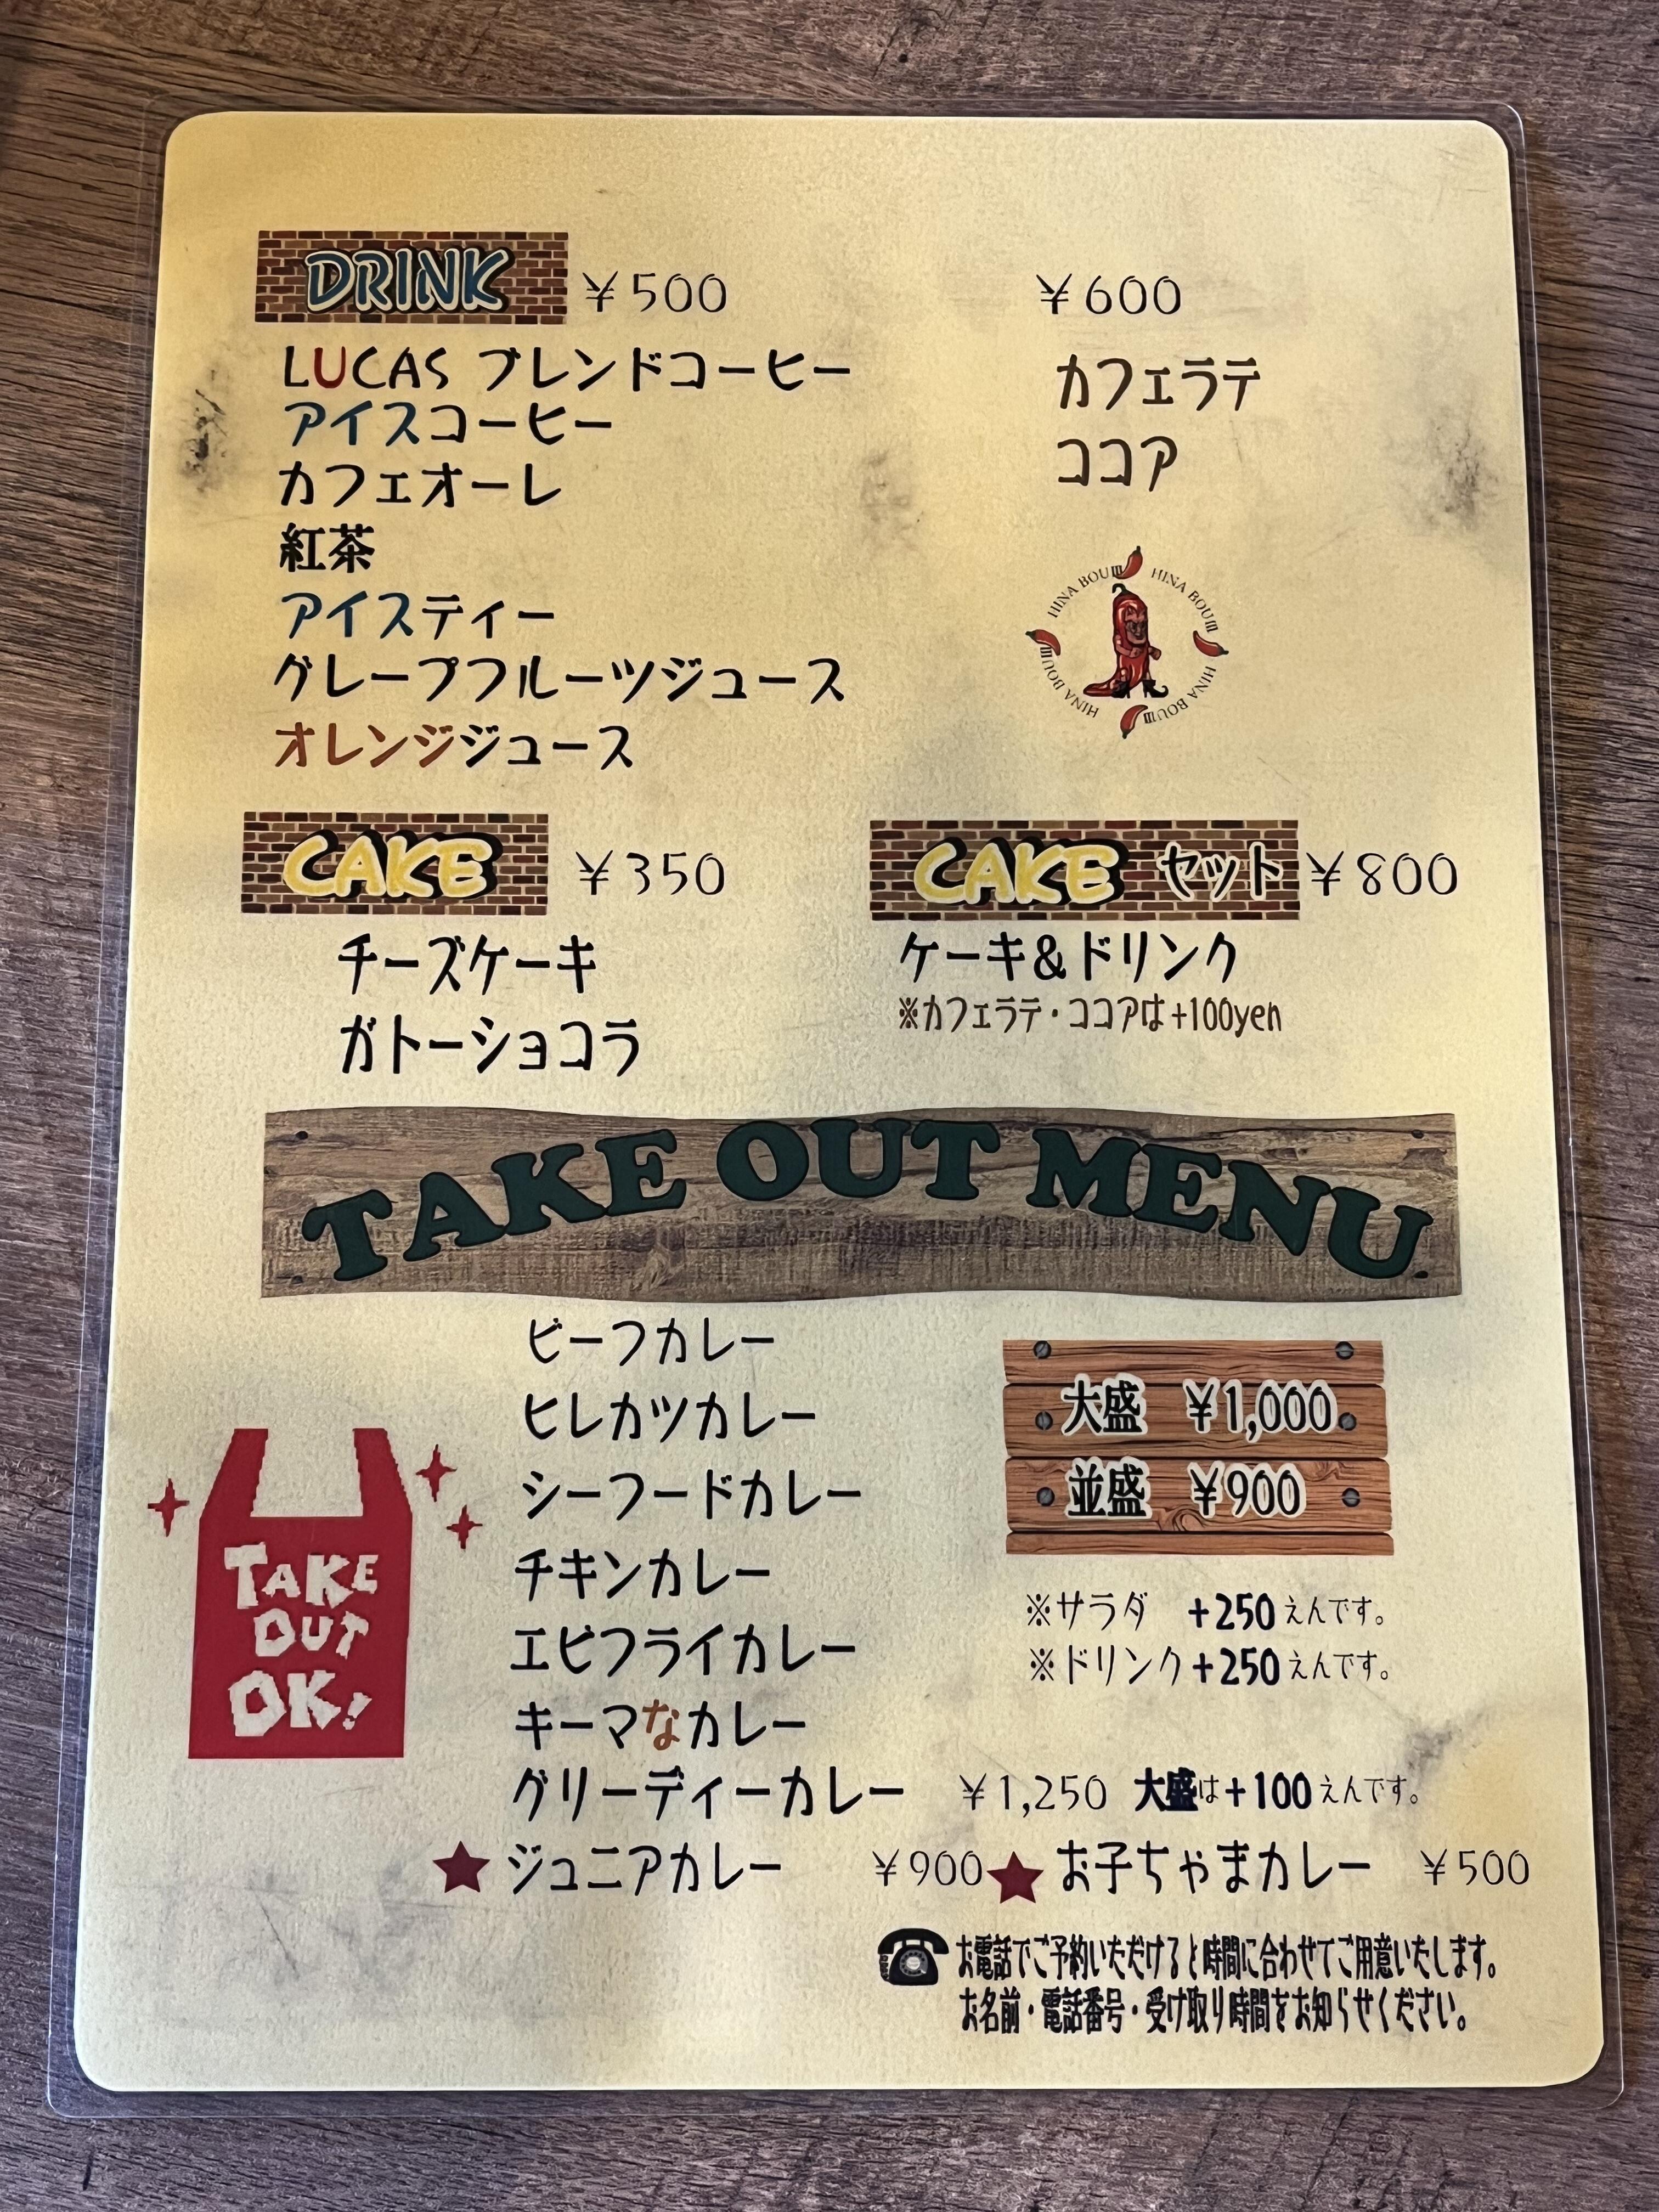 DRINK ¥500
LUCAS ブレンドコーヒー
アイスコーヒー
カフェオーレ
紅茶
アイスティー
グレープフルーツジュース
オレンジジュース
¥600
カフェラテ
ココア
HINA BOUⅢ HINA BOUⅢ HINA BOUⅢ HINA BOUⅢ
CAKE ¥350
チーズケーキ
ガトーショコラ
CAKE セット ¥800
ケーキ&ドリンク
※カフェラテ・ココアは+100yen
TAKE OUT MENU
TAKE
OUT
OK!
ビーフカレー
ヒレカツカレー
シーフードカレー
チキンカレー
エビフライカレー
キーマなカレー
大盛 ¥1,000
並盛 ¥900
※サラダ +250えんです。
※ドリンク+250えんです。
グリーディーカレー ¥1,250 大盛は+100えんです。
★ジュニアカレー ¥900 ★お子ちゃまカレー ¥500
☎お電話でご予約いただけると時間に合わせてご用意いたします。
お名前・電話番号・受け取り時間をお知らせください。